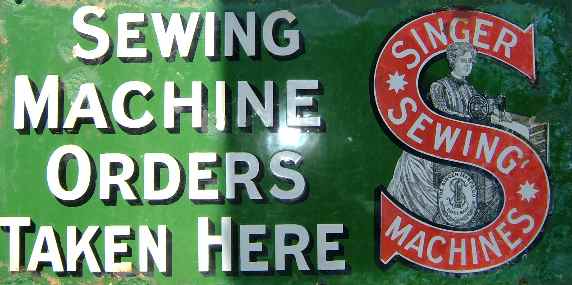 SEWING
MACHINE
ORDERS
TAKEN HERE
SINGER
SEWING
MACHINES